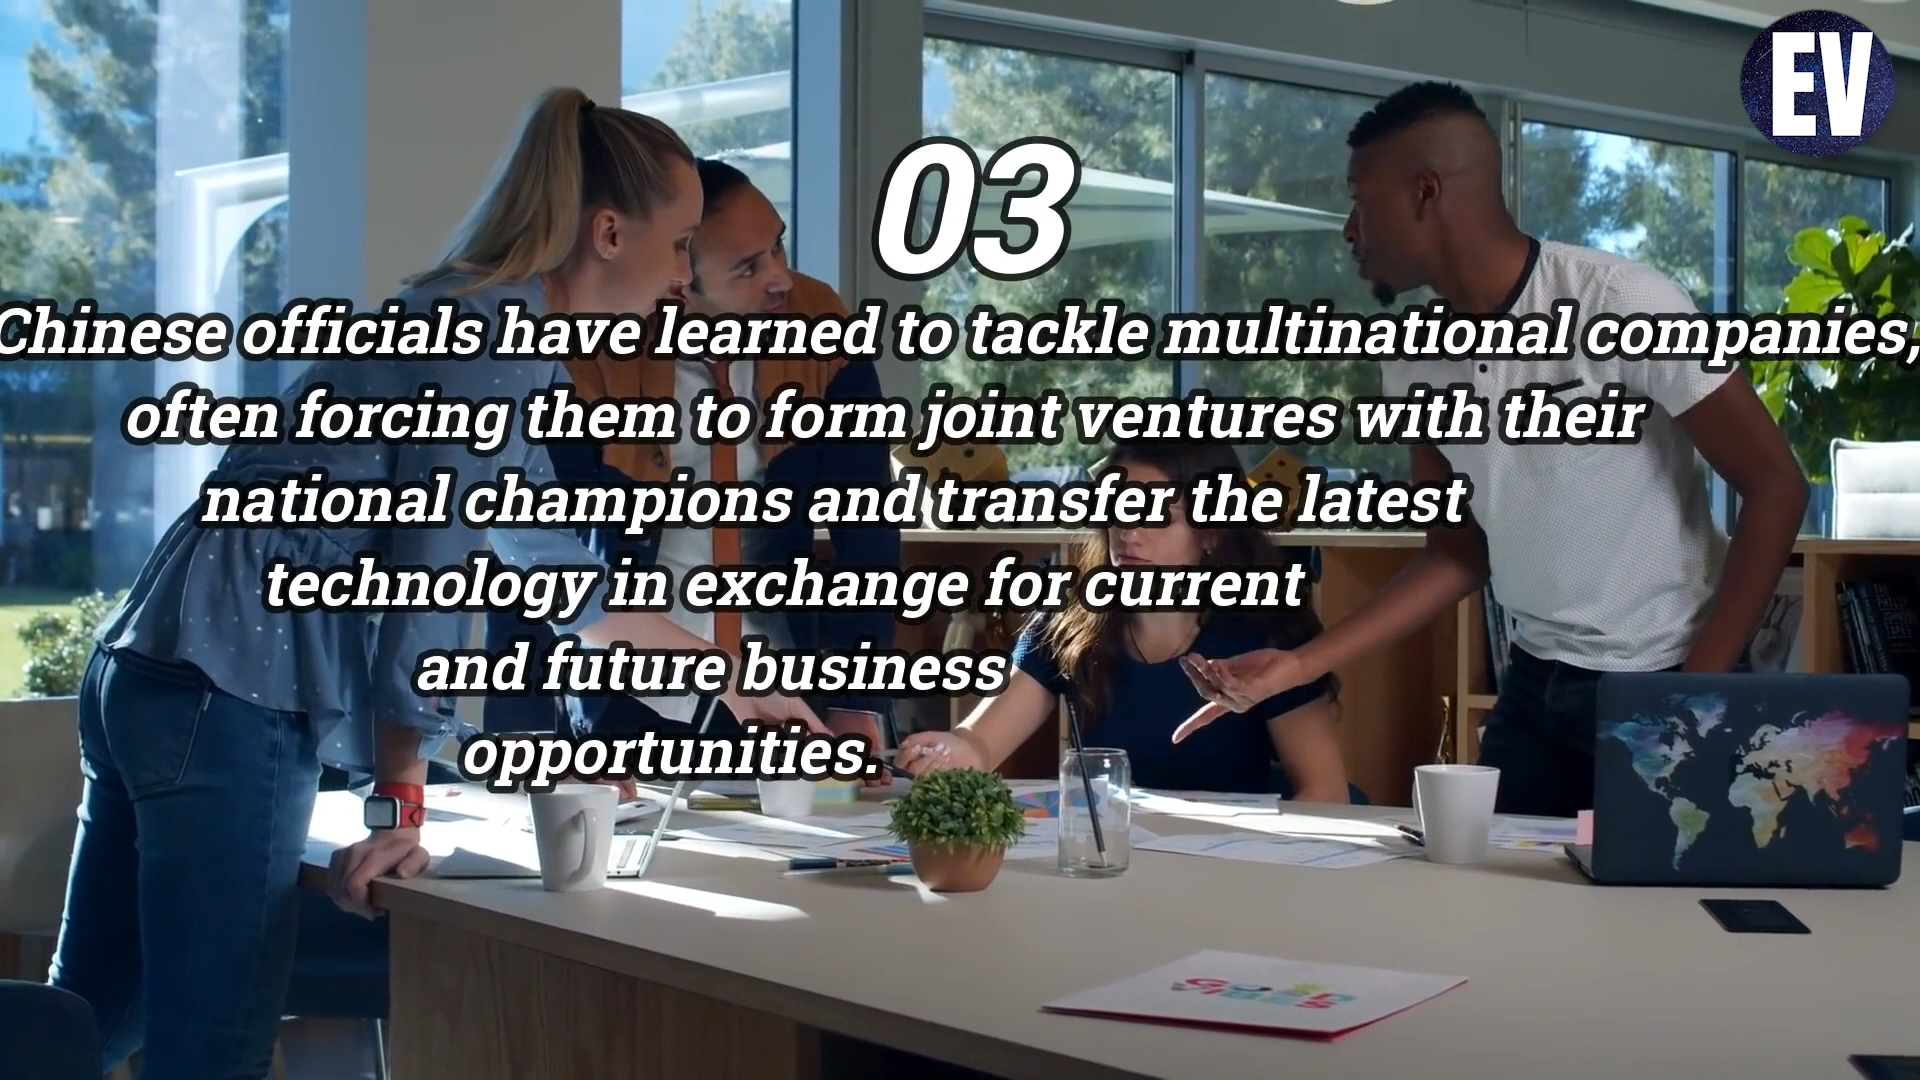 EV
03
Chinese officials have learned to tackle multinational companies,
often forcing them to form joint ventures with their
national champions and transfer the latest
technology in exchange for current
and future business
opportunities.